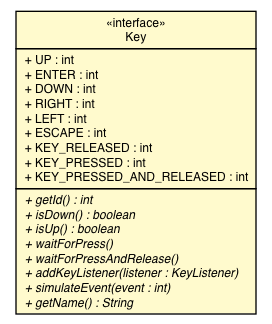 «interface»
Key
+ UP : int
+ ENTER : int
+ DOWN : int
+ RIGHT : int
+ LEFT : int
+ ESCAPE : int
+ KEY_RELEASED : int
+ KEY_PRESSED : int
+ KEY_PRESSED_AND_RELEASED : int
+ getId() : int
+ isDown() : boolean
+ isUp() : boolean
+ waitForPress()
+ waitForPressAndRelease()
+ addKeyListener(listener : KeyListener)
+ simulateEvent(event : int)
+ getName() : String